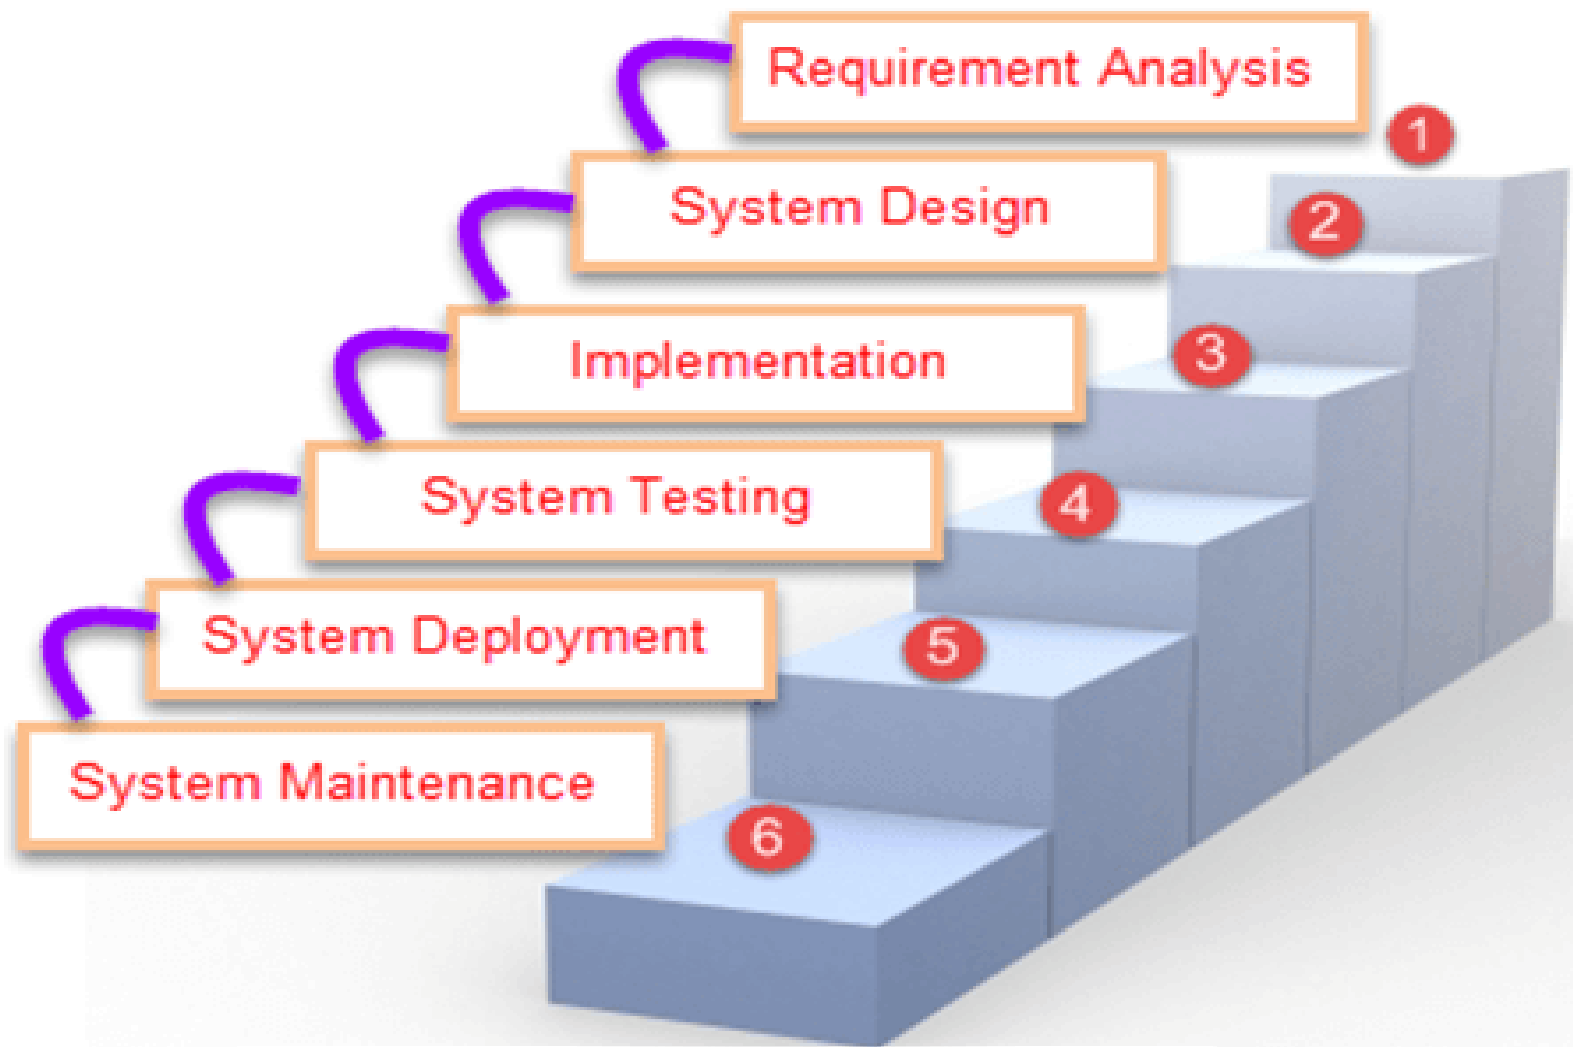 Requirement Analysis
1
System Design
2
Implementation
3
System Testing
4
System Deployment
5
System Maintenance
6